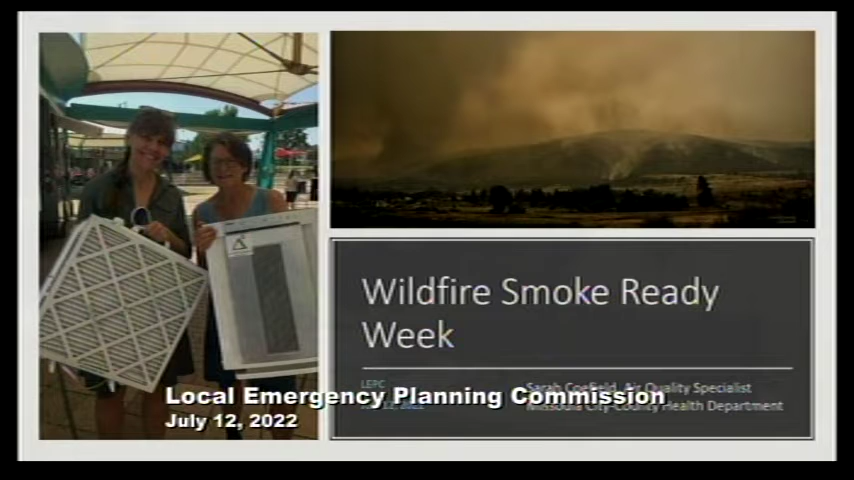 Wildfire Smoke Ready
Week
LEPC
Sarah Coefield, Air Quality Specialist
Missoula City-County Health Department
Local Emergency Planning Commission
July 12, 2022